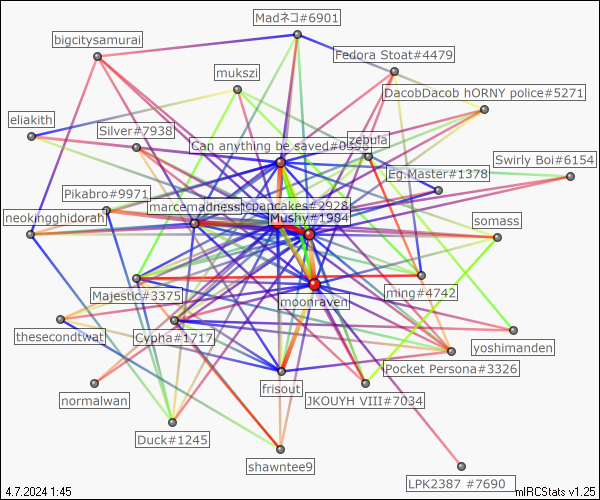 Madネコ#6901
bigcitysamurai
Fedora Stoat#4479
mukszi
DacobDacob hORNY police#5271
eliakith
Silver#7938
zebula
Can anything be saved#0
Swirly Boi#6154
Eg.Master#1378
Pikabro#9971
marcemadness
pancakes#2928
neokingghidorah
Mushy#1984
somass
Majestic#3375
moonraven
ming#4742
thesecondtwat
Cypha#1717
yoshimanden
Pocket Persona#3326
normalwan
frisout
JKOUYH VIII#7034
Duck#1245
shawntee9
LPK2387 #7690
4.7.2024 1:45
mIRCStats v1.25